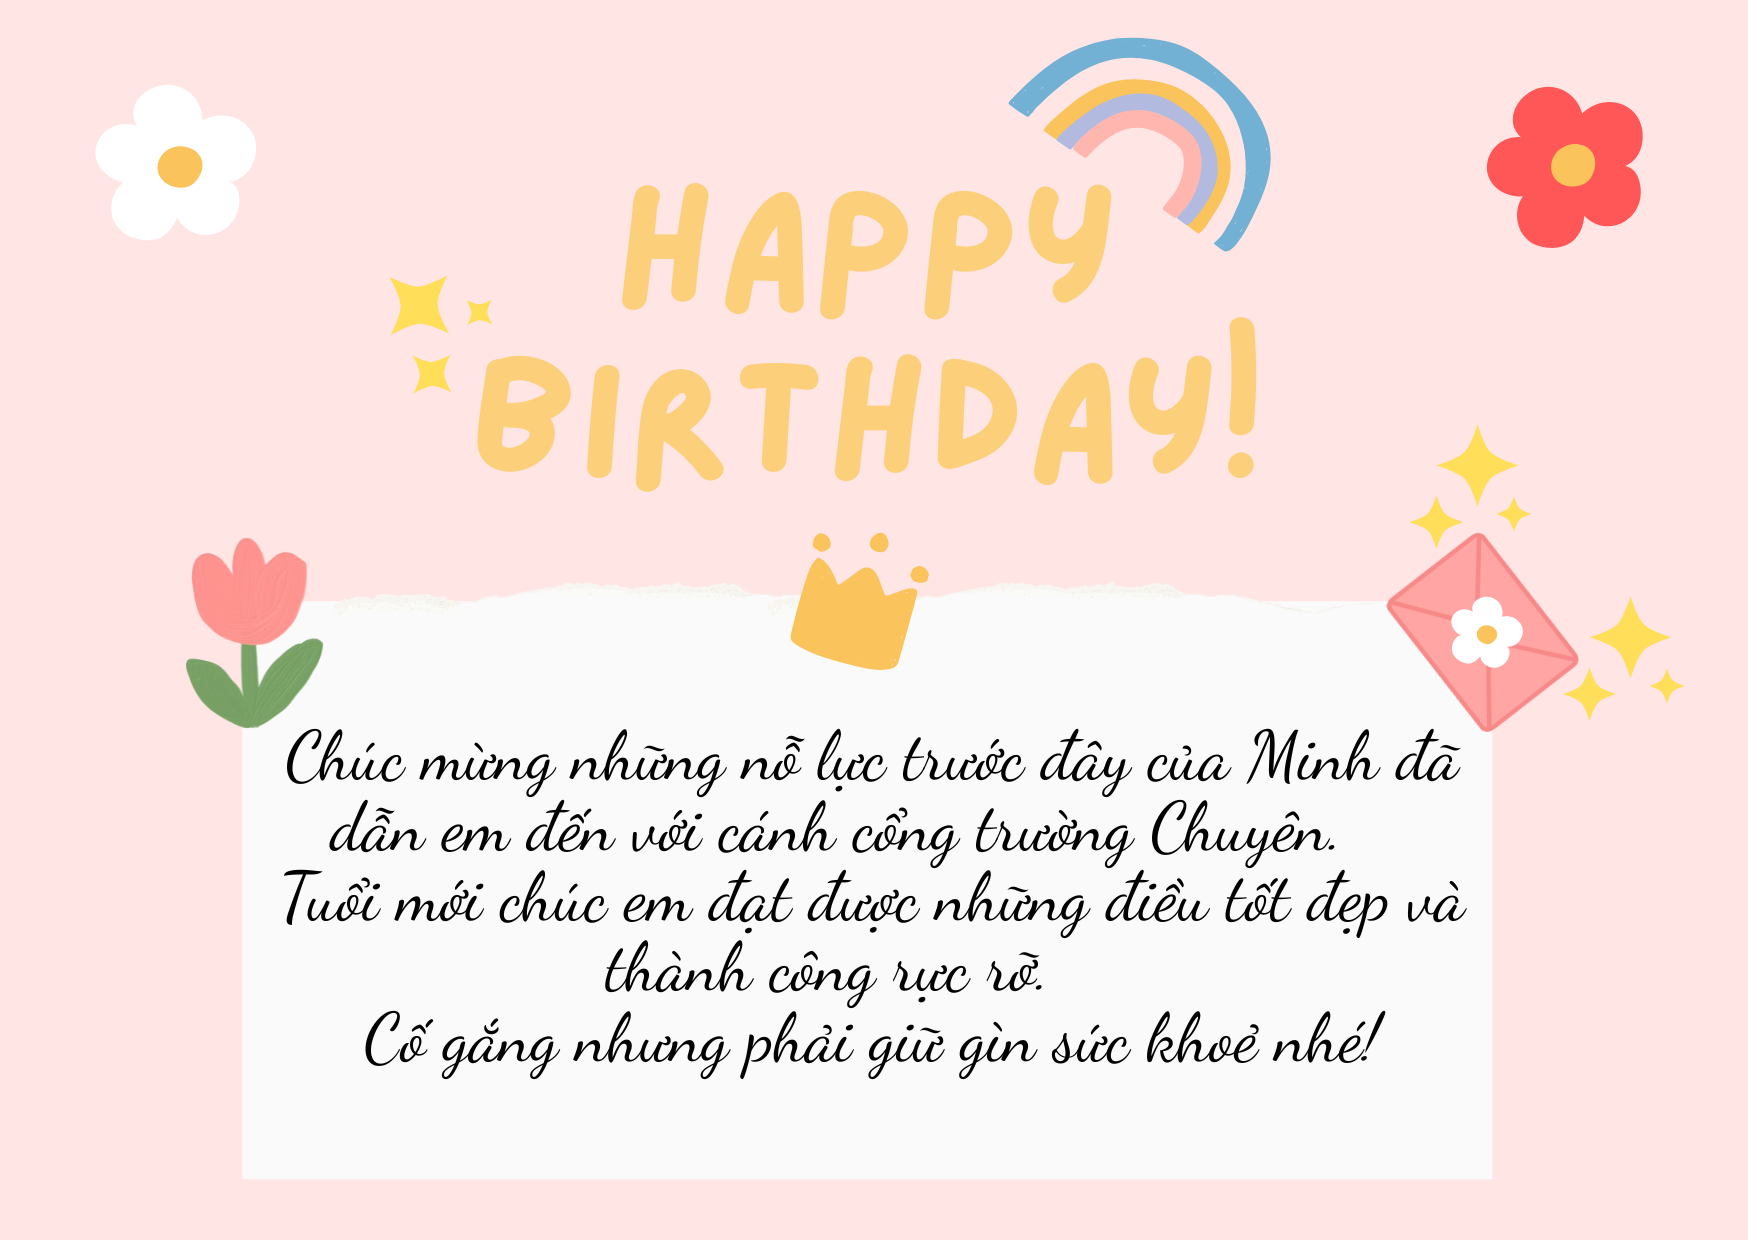 HAPPY
BIRTHDAY!
Chúc mừng những nỗ lực trước đây của Minh đã
dẫn em đến với cánh cổng trường Chuyên.
Tuổi mới chúc em đạt được những điều tốt đẹp và
thành công rực rỡ.
Cố gắng nhưng phải giữ gìn sức khoẻ nhé!